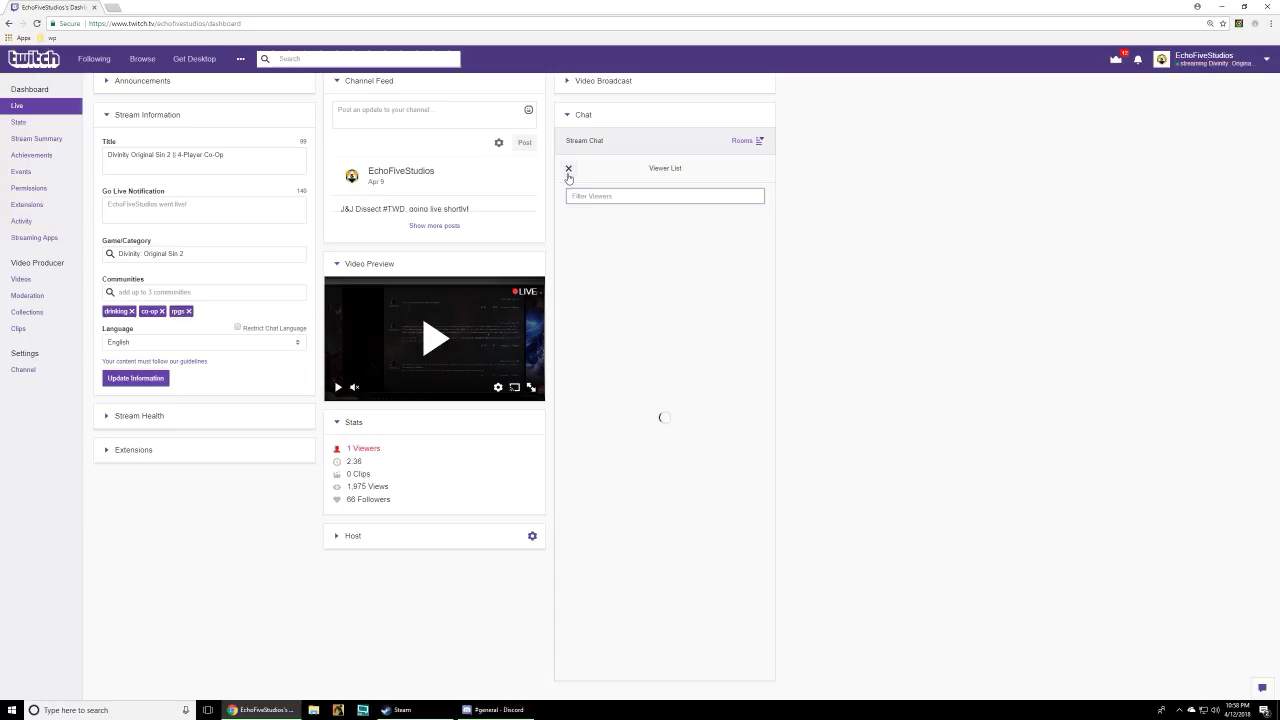 EchoFiveStudios's Dashb
Secure
https://www.twitch.tv/echofivestudios/dashboard
Apps
wp
twitch
Following
Browse
Get Desktop
Search
12
EchoFiveStudios
streaming Divinity: Origina
Dashboard
Live
Stats
Stream Summary
Achievements
Events
Permissions
Extensions
Activity
Streaming Apps
Video Producer
Videos
Moderation
Collections
Clips
Settings
Channel
Announcements
Stream Information
Title
99
Divinity Original Sin 2 || 4-Player Co-Op
Go Live Notification
140
EchoFiveStudios went live!
Game/Category
Divinity: Original Sin 2
Communities
add up to 3 communities
drinking
co-op
rpgs
Language
Restrict Chat Language
English
Your content must follow our guidelines
Update Information
Stream Health
Extensions
Channel Feed
Post an update to your channel...
Post
EchoFiveStudios
Apr 9
J&J Dissect #TWD, going live shortly!
Show more posts
Video Preview
LIVE
Stats
1 Viewers
2:36
0 Clips
1,975 Views
66 Followers
Host
Video Broadcast
Chat
Stream Chat
Rooms
Viewer List
Filter Viewers
Type here to search
EchoFiveStudios's ...
Steam
#general - Discord
10:58 PM
4/12/2018